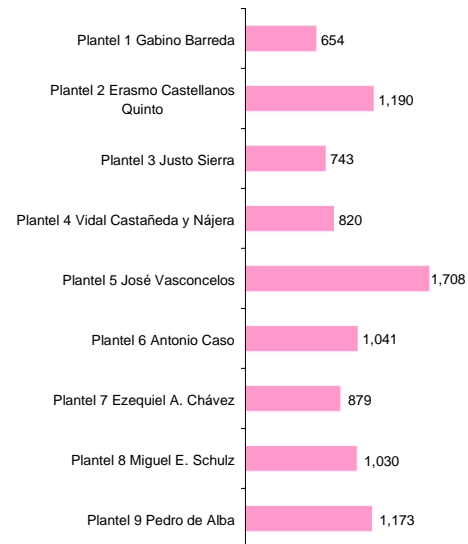 Plantel 1 Gabino Barreda 654
Plantel 2 Erasmo Castellanos
Quinto 1,190
Plantel 3 Justo Sierra 743
Plantel 4 Vidal Castañeda y Nájera 820
Plantel 5 José Vasconcelos 1,708
Plantel 6 Antonio Caso 1,041
Plantel 7 Ezequiel A. Chávez 879
Plantel 8 Miguel E. Schulz 1,030
Plantel 9 Pedro de Alba 1,173